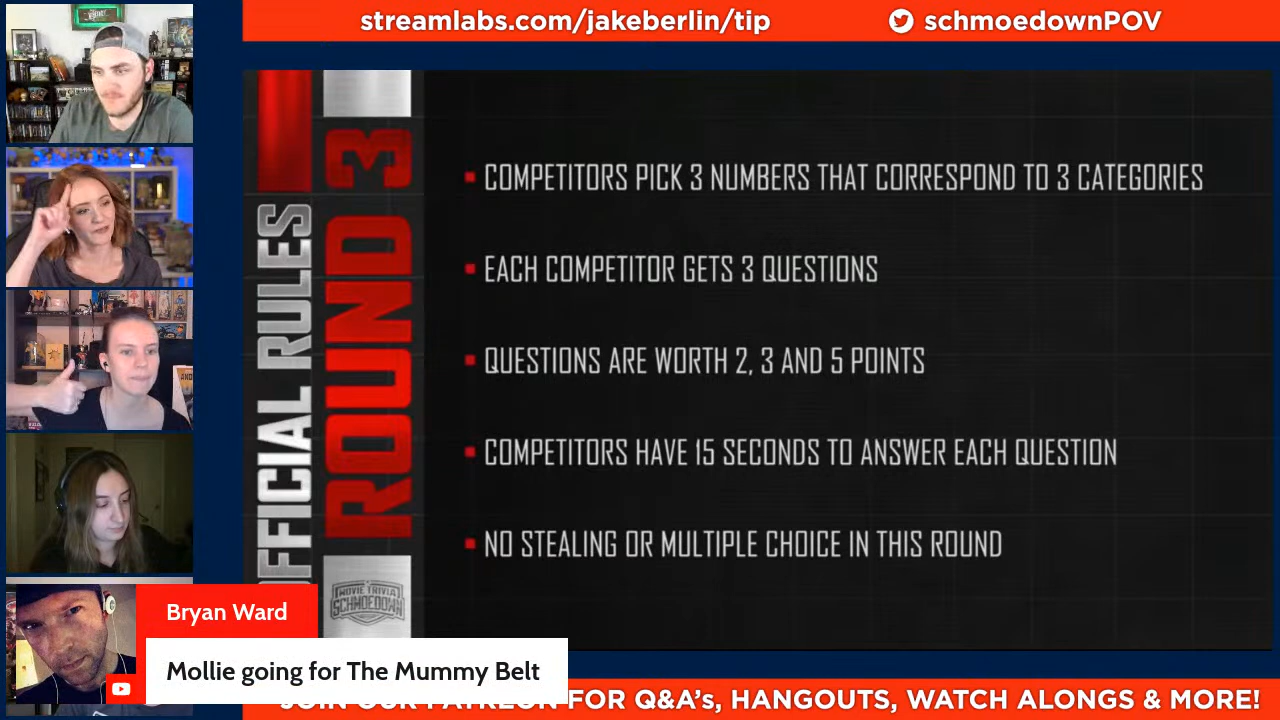 streamlabs.com/jakeberlin/tip
schmoedownPOV
OFFICIAL RULES
ROUND 3
COMPETITORS PICK 3 NUMBERS THAT CORRESPOND TO 3 CATEGORIES
EACH COMPETITOR GETS 3 QUESTIONS
QUESTIONS ARE WORTH 2, 3 AND 5 POINTS
COMPETITORS HAVE 15 SECONDS TO ANSWER EACH QUESTION
NO STEALING OR MULTIPLE CHOICE IN THIS ROUND
MOVIE TRIVIA
SCHMOEDOWN
Bryan Ward
Mollie going for The Mummy Belt
JOIN OUR PATREON FOR Q&A's, HANGOUTS, WATCH ALONGS & MORE!